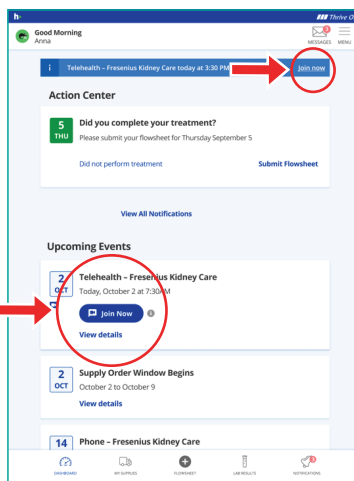 h
Thrive O
Good Morning
Anna
3
MESSAGES
MENU
i
Telehealth – Fresenius Kidney Care today at 3:30 PM
Join now
Action Center
5
THU
Did you complete your treatment?
Please submit your flowsheet for Thursday September 5
Did not perform treatment
Submit Flowsheet
View All Notifications
Upcoming Events
2
OCT
Telehealth – Fresenius Kidney Care
Today, October 2 at 7:30AM
Join Now
i
View details
2
OCT
Supply Order Window Begins
October 2 to October 9
View details
14
Phone – Fresenius Kidney Care
DASHBOARD
MY SUPPLIES
FLOWSHEET
LAB RESULTS
3
NOTIFICATIONS